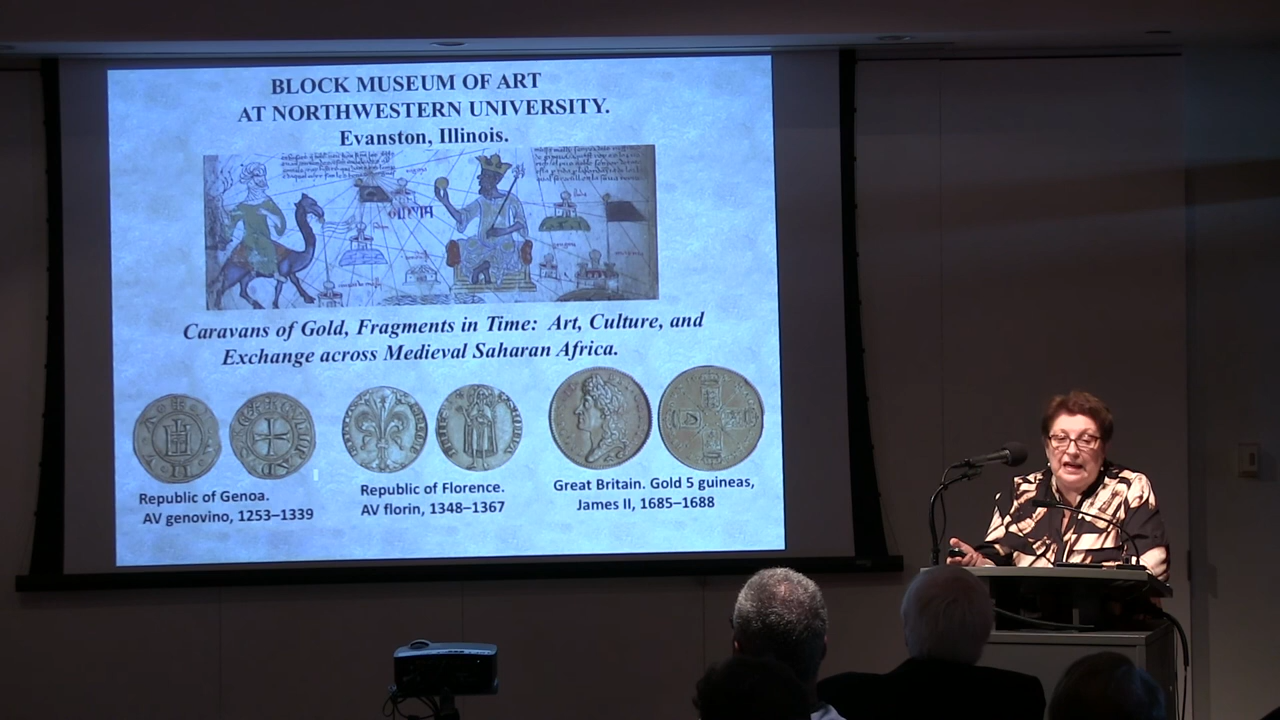 BLOCK MUSEUM OF ART
AT NORTHWESTERN UNIVERSITY.
Evanston, Illinois.
Caravans of Gold, Fragments in Time: Art, Culture, and
Exchange across Medieval Saharan Africa.
Republic of Genoa.
AV genovino, 1253–1339
Republic of Florence.
AV florin, 1348–1367
Great Britain. Gold 5 guineas,
James II, 1685–1688